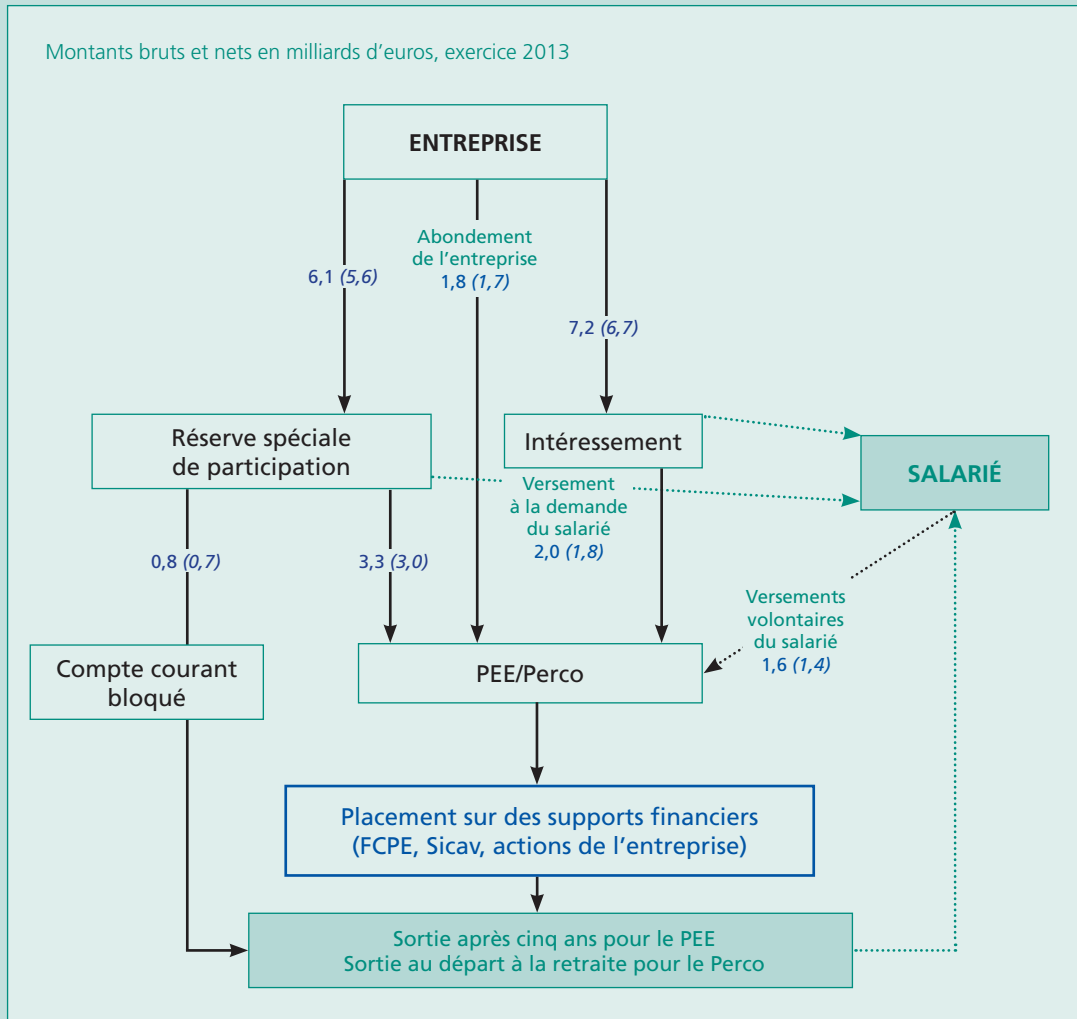 Montants bruts et nets en milliards d’euros, exercice 2013
ENTREPRISE
Abondement
de l’entreprise
1,8 (1,7)
6,1 (5,6)
7,2 (6,7)
Réserve spéciale
de participation
Intéressement
SALARIÉ
Versement
à la demande
du salarié
2,0 (1,8)
0,8 (0,7)
3,3 (3,0)
Versements
volontaires
du salarié
1,6 (1,4)
Compte courant
bloqué
PEE/Perco
Placement sur des supports financiers
(FCPE, Sicav, actions de l’entreprise)
Sortie après cinq ans pour le PEE
Sortie au départ à la retraite pour le Perco